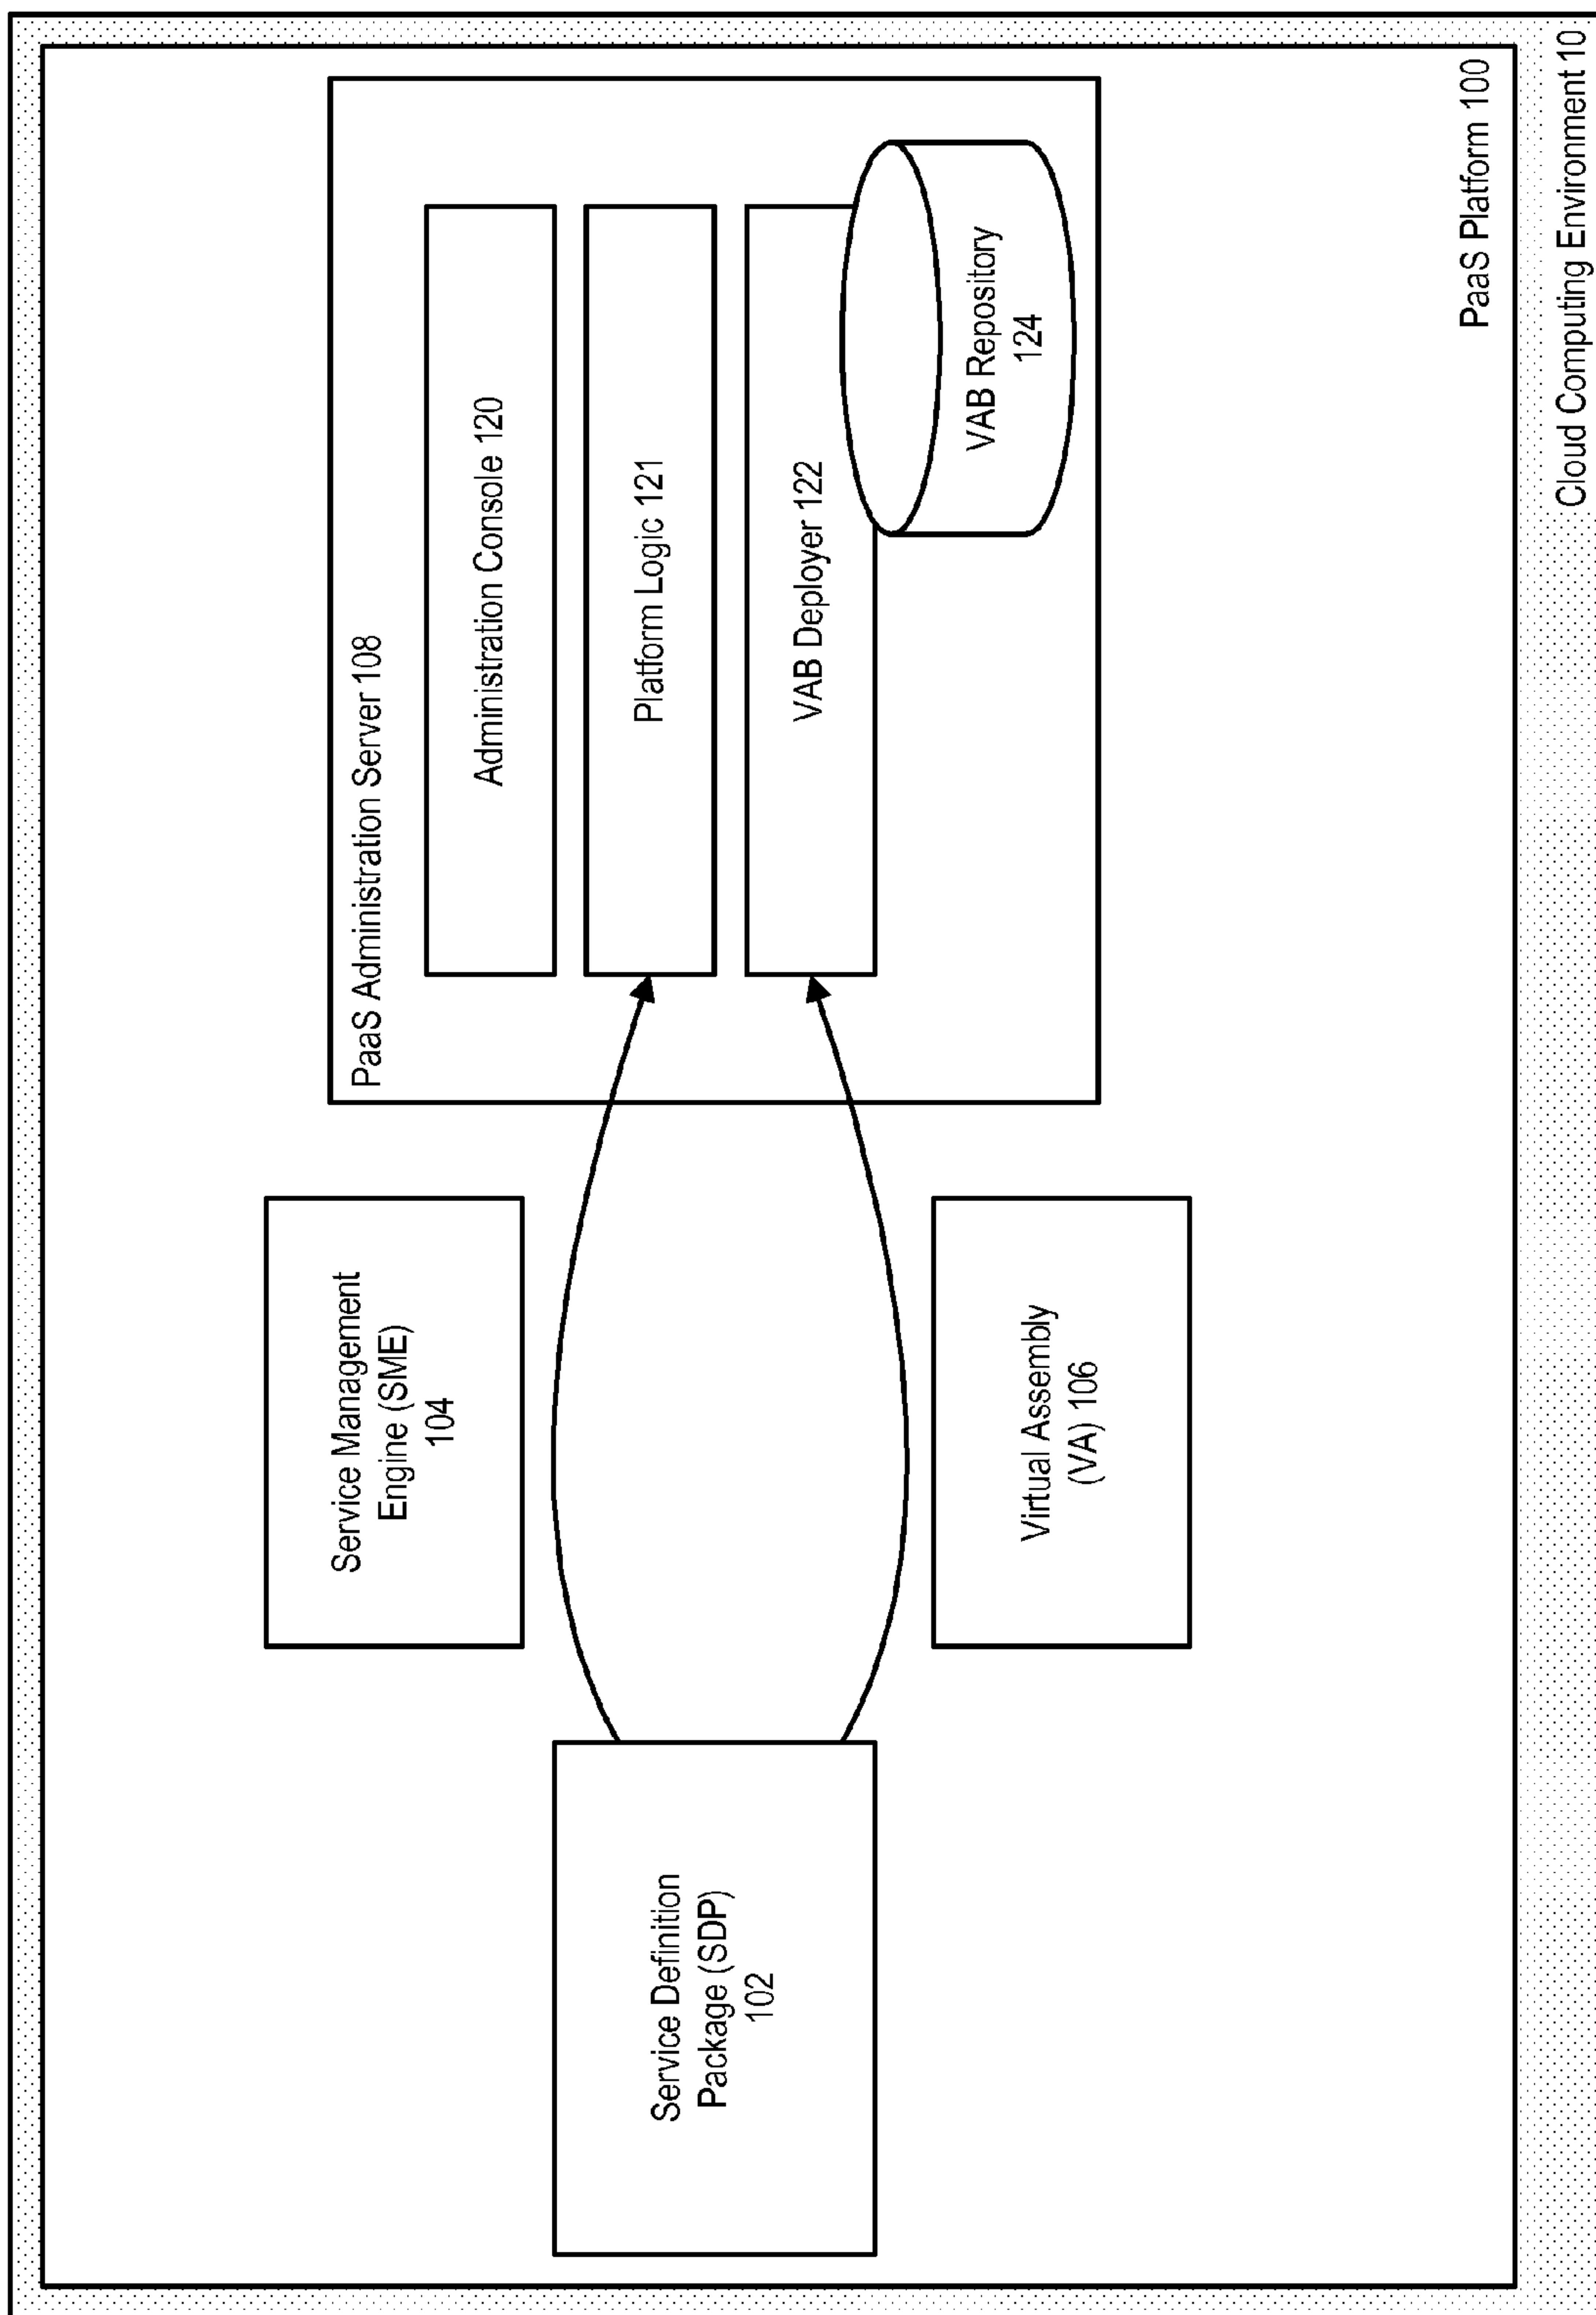 PaaS Administration Server 108
Administration Console 120
Platform Logic 121
VAB Deployer 122
VAB Repository
124
Service Management
Engine (SME)
104
Service Definition
Package (SDP)
102
Virtual Assembly
(VA) 106
PaaS Platform 100
Cloud Computing Environment 10